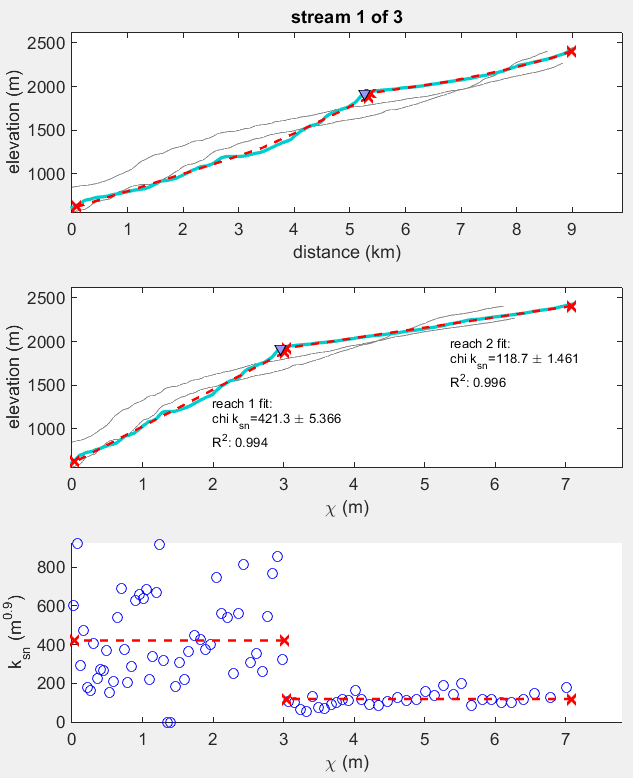 stream 1 of 3
elevation (m)
2500
2000
1500
1000
0 1 2 3 4 5 6 7 8 9
distance (km)
elevation (m)
2500
2000
1500
1000
reach 2 fit:
chi k_sn=118.7 ± 1.461
R²: 0.996
reach 1 fit:
chi k_sn=421.3 ± 5.366
R²: 0.994
0 1 2 3 4 5 6 7
χ (m)
k_sn (m^0.9)
800
600
400
200
0
0 1 2 3 4 5 6 7
χ (m)